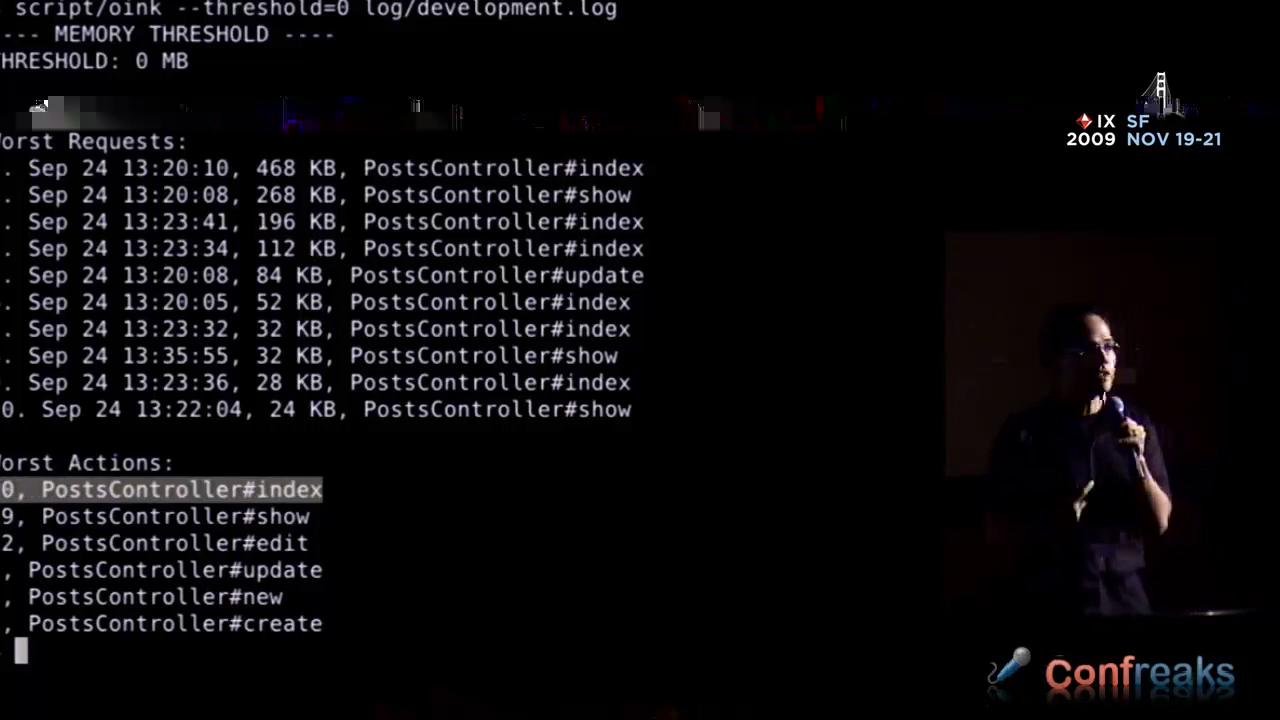 script/oink --threshold=0 log/development.log
---- MEMORY THRESHOLD ----
HRESHOLD: 0 MB
orst Requests:
. Sep 24 13:20:10, 468 KB, PostsController#index
. Sep 24 13:20:08, 268 KB, PostsController#show
. Sep 24 13:23:41, 196 KB, PostsController#index
. Sep 24 13:23:34, 112 KB, PostsController#index
. Sep 24 13:20:08, 84 KB, PostsController#update
. Sep 24 13:20:05, 52 KB, PostsController#index
. Sep 24 13:23:32, 32 KB, PostsController#index
. Sep 24 13:35:55, 32 KB, PostsController#show
. Sep 24 13:23:36, 28 KB, PostsController#index
0. Sep 24 13:22:04, 24 KB, PostsController#show
orst Actions:
0, PostsController#index
9, PostsController#show
2, PostsController#edit
, PostsController#update
, PostsController#new
, PostsController#create
IX SF
2009 NOV 19-21
Confreaks